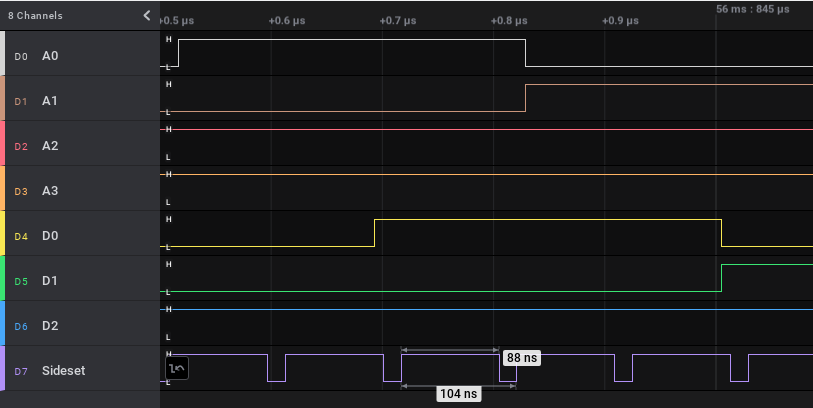 8 Channels
+0.5 µs +0.6 µs +0.7 µs +0.8 µs +0.9 µs 56 ms : 845 µs
D0 A0 H L
D1 A1 H L
D2 A2 H L
D3 A3 H L
D4 D0 H L
D5 D1 H L
D6 D2 H L
D7 Sideset H L
88 ns
104 ns